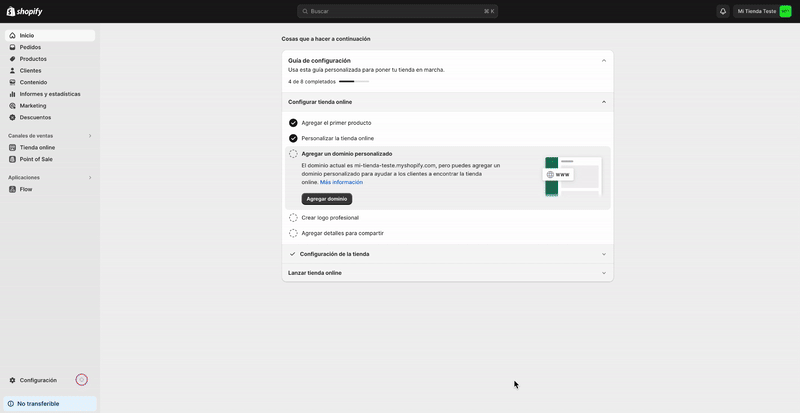 shopify
Buscar
⌘ K
Mi Tienda Teste
Inicio
Pedidos
Productos
Clientes
Contenido
Informes y estadísticas
Marketing
Descuentos
Canales de ventas
Tienda online
Point of Sale
Aplicaciones
Flow
Configuración
No transferible
Cosas que a hacer a continuación
Guía de configuración
Usa esta guía personalizada para poner tu tienda en marcha.
4 de 8 completados
Configurar tienda online
Agregar el primer producto
Personalizar la tienda online
Agregar un dominio personalizado
El dominio actual es mi-tienda-teste.myshopify.com, pero puedes agregar un
dominio personalizado para ayudar a los clientes a encontrar la tienda
online. Más información
Agregar dominio
www
Crear logo profesional
Agregar detalles para compartir
Configuración de la tienda
Lanzar tienda online